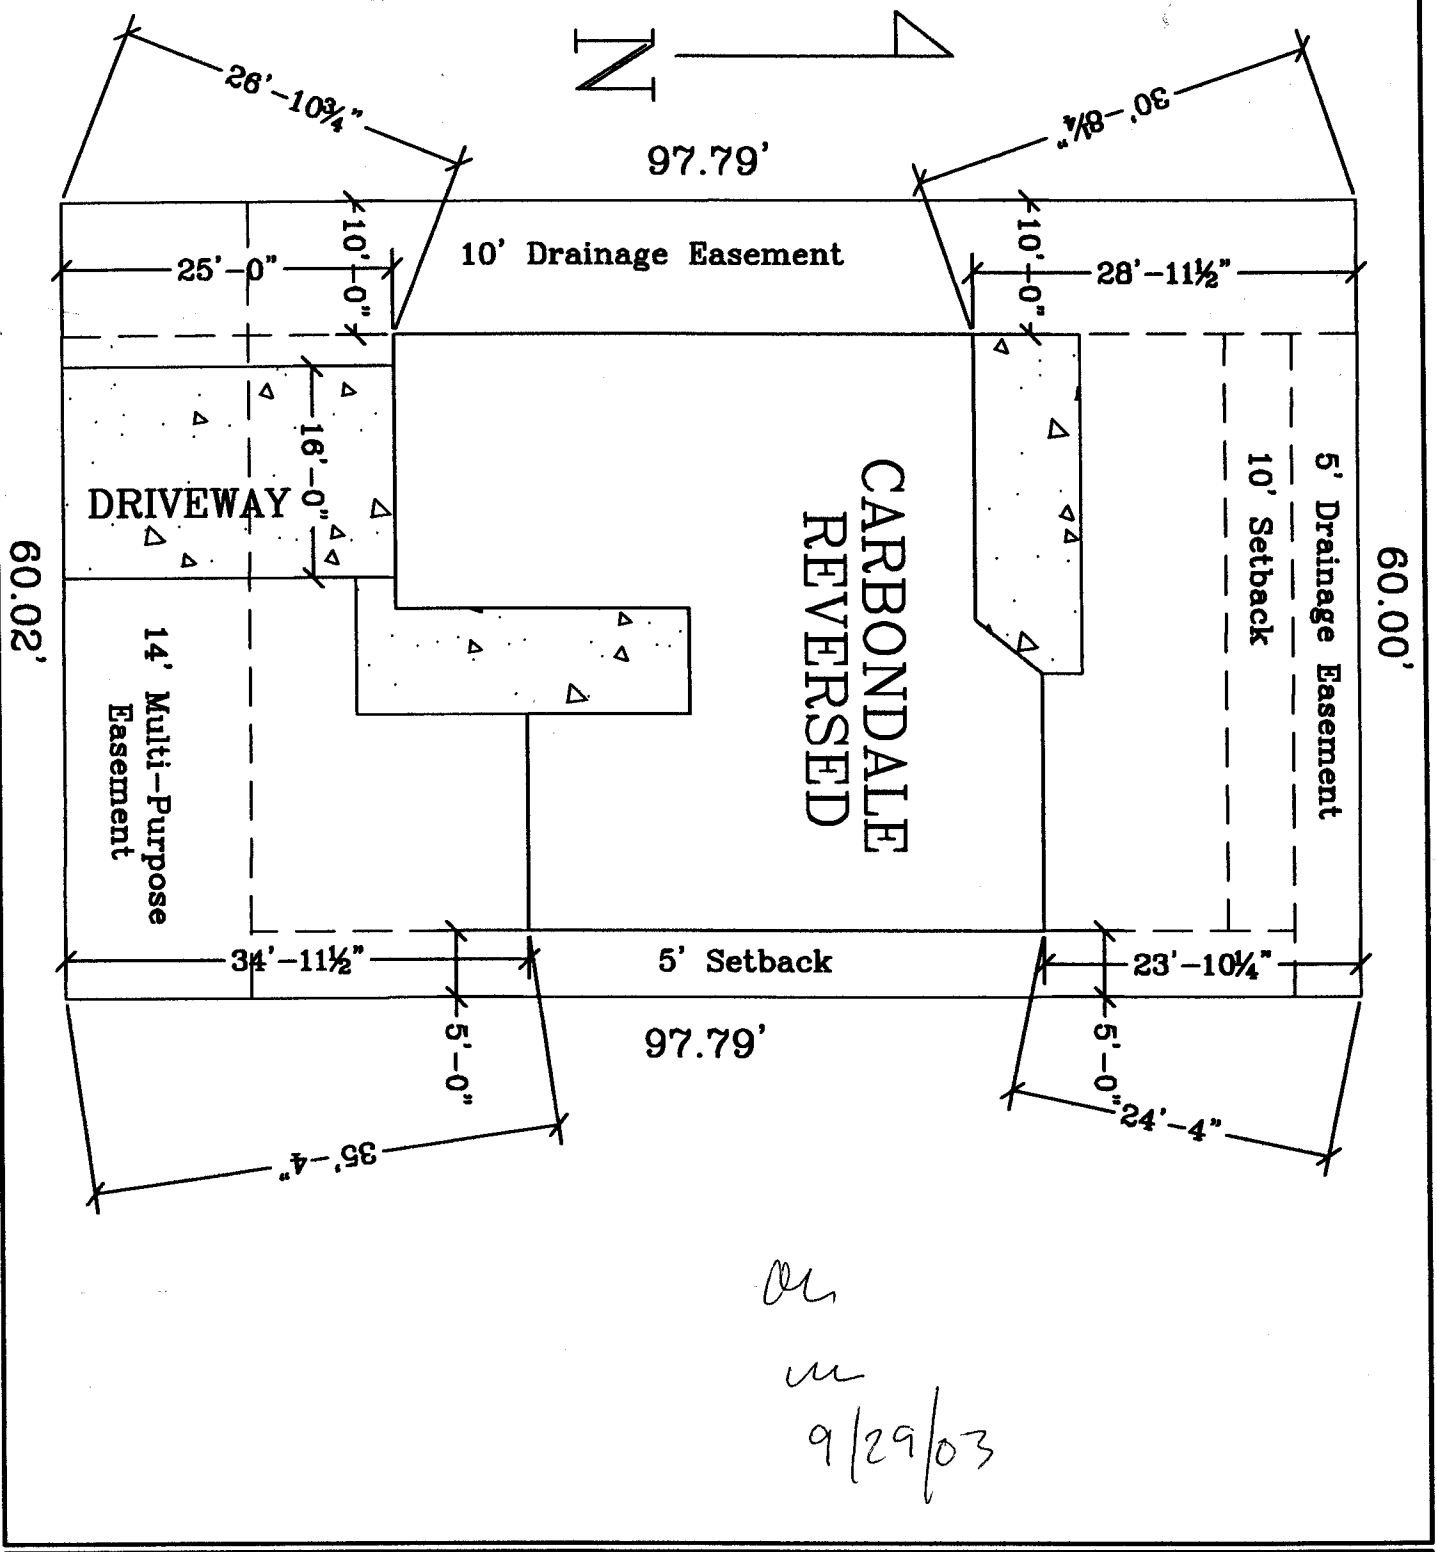 N
26'-10¾"
30'-8¼"
97.79'
10'-0"
10'-0"
25'-0"
10' Drainage Easement
28'-11½"
16'-0"
DRIVEWAY
CARBONDALE
REVERSED
5' Drainage Easement
10' Setback
60.00'
60.02'
14' Multi-Purpose
Easement
34'-11½"
5' Setback
23'-10¼"
5'-0"
97.79'
5'-0"
24'-4"
35'-4"
9/29/03